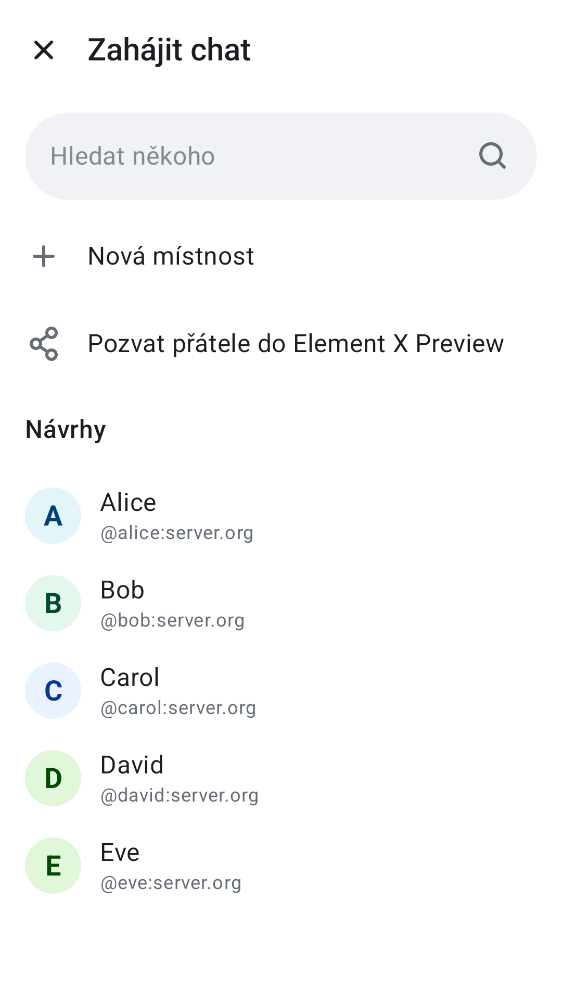 Zahájit chat
Hledat někoho
Nová místnost
Pozvat přátele do Element X Preview
Návrhy
A
Alice
@alice:server.org
B
Bob
@bob:server.org
C
Carol
@carol:server.org
D
David
@david:server.org
E
Eve
@eve:server.org